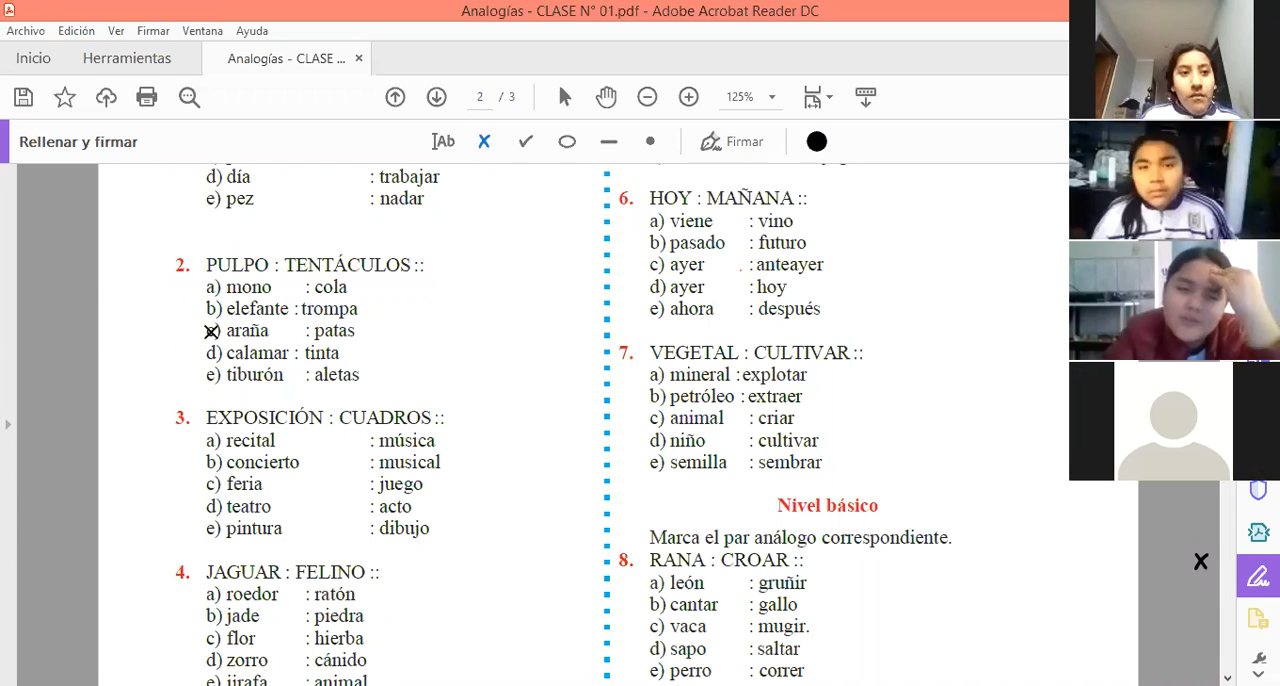 Analogías - CLASE N° 01.pdf - Adobe Acrobat Reader DC
Archivo Edición Ver Firmar Ventana Ayuda
Inicio Herramientas Analogías - CLASE ... ×
2 / 3 125%
Rellenar y firmar Ab Firmar
d) día : trabajar
e) pez : nadar
2. PULPO : TENTÁCULOS ::
a) mono : cola
b) elefante : trompa
araña : patas
d) calamar : tinta
e) tiburón : aletas
3. EXPOSICIÓN : CUADROS ::
a) recital : música
b) concierto : musical
c) feria : juego
d) teatro : acto
e) pintura : dibujo
4. JAGUAR : FELINO ::
a) roedor : ratón
b) jade : piedra
c) flor : hierba
d) zorro : cánido
e) jirafa : animal
6. HOY : MAÑANA ::
a) viene : vino
b) pasado : futuro
c) ayer : anteayer
d) ayer : hoy
e) ahora : después
7. VEGETAL : CULTIVAR ::
a) mineral : explotar
b) petróleo : extraer
c) animal : criar
d) niño : cultivar
e) semilla : sembrar
Nivel básico
Marca el par análogo correspondiente.
8. RANA : CROAR ::
a) león : gruñir
b) cantar : gallo
c) vaca : mugir.
d) sapo : saltar
e) perro : correr